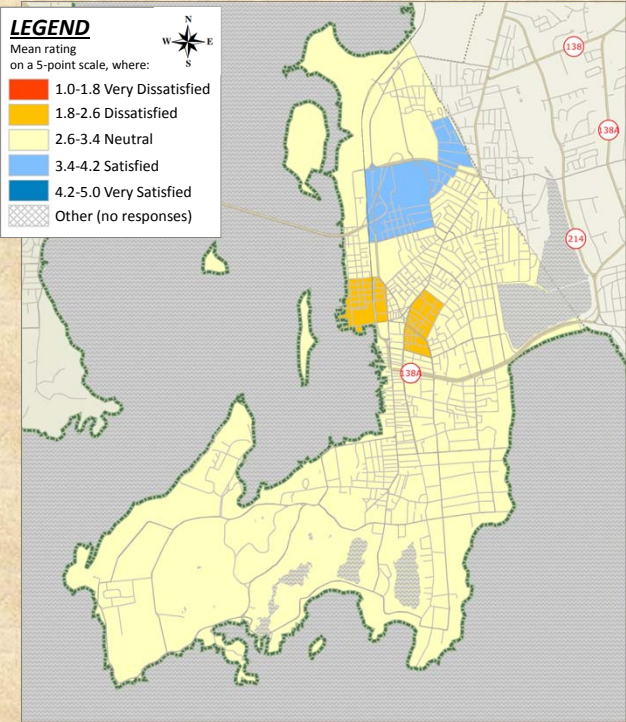 LEGEND
Mean rating
on a 5-point scale, where:
N
W E
S
1.0-1.8 Very Dissatisfied
1.8-2.6 Dissatisfied
2.6-3.4 Neutral
3.4-4.2 Satisfied
4.2-5.0 Very Satisfied
Other (no responses)
138
138A
214
138A